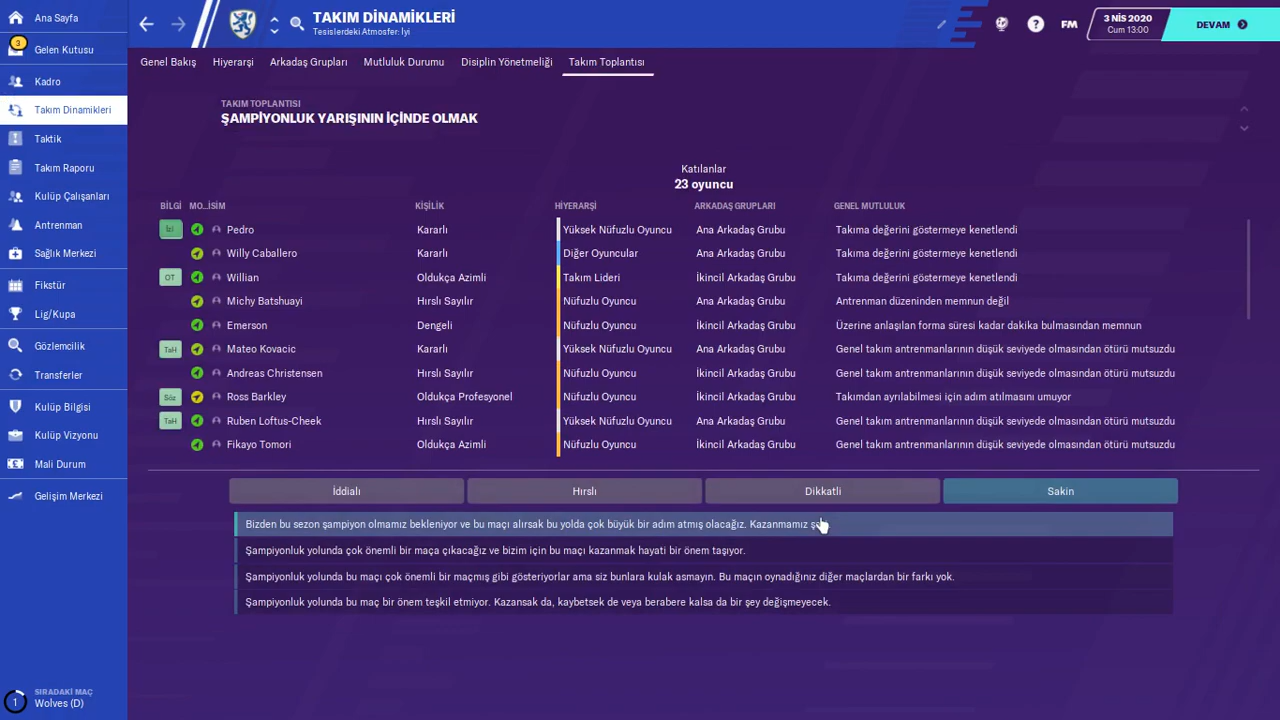 Ana Sayfa
3
Gelen Kutusu
Kadro
Takım Dinamikleri
Taktik
Takım Raporu
Kulüp Çalışanları
Antrenman
Sağlık Merkezi
Fikstür
Lig/Kupa
Gözlemcilik
Transferler
Kulüp Bilgisi
Kulüp Vizyonu
Mali Durum
Gelişim Merkezi
1
SIRADAKİ MAÇ
Wolves (D)
TAKIM DİNAMİKLERİ
Tesislerdeki Atmosfer: İyi
FM
3 NİS 2020
Cum 13:00
DEVAM
Genel Bakış Hiyerarşi Arkadaş Grupları Mutluluk Durumu Disiplin Yönetmeliği Takım Toplantısı
TAKIM TOPLANTISI
ŞAMPİYONLUK YARIŞININ İÇİNDE OLMAK
Katılanlar
23 oyuncu
BİLGİ MO...İSİM KİŞİLİK HİYERARŞİ ARKADAŞ GRUPLARI GENEL MUTLULUK
İzl Pedro Kararlı Yüksek Nüfuzlu Oyuncu Ana Arkadaş Grubu Takıma değerini göstermeye kenetlendi
Willy Caballero Kararlı Diğer Oyuncular Ana Arkadaş Grubu Takıma değerini göstermeye kenetlendi
OT Willian Oldukça Azimli Takım Lideri İkincil Arkadaş Grubu Takıma değerini göstermeye kenetlendi
Michy Batshuayi Hırslı Sayılır Nüfuzlu Oyuncu Ana Arkadaş Grubu Antrenman düzeninden memnun değil
Emerson Dengeli Nüfuzlu Oyuncu İkincil Arkadaş Grubu Üzerine anlaşılan forma süresi kadar dakika bulmasından memnun
TaH Mateo Kovacic Kararlı Yüksek Nüfuzlu Oyuncu Ana Arkadaş Grubu Genel takım antrenmanlarının düşük seviyede olmasından ötürü mutsuzdu
Andreas Christensen Hırslı Sayılır Nüfuzlu Oyuncu İkincil Arkadaş Grubu Genel takım antrenmanlarının düşük seviyede olmasından ötürü mutsuzdu
Söz Ross Barkley Oldukça Profesyonel Nüfuzlu Oyuncu İkincil Arkadaş Grubu Takımdan ayrılabilmesi için adım atılmasını umuyor
TaH Ruben Loftus-Cheek Hırslı Sayılır Yüksek Nüfuzlu Oyuncu Ana Arkadaş Grubu Genel takım antrenmanlarının düşük seviyede olmasından ötürü mutsuzdu
Fikayo Tomori Oldukça Azimli Nüfuzlu Oyuncu İkincil Arkadaş Grubu Genel takım antrenmanlarının düşük seviyede olmasından ötürü mutsuzdu
İddialı Hırslı Dikkatli Sakin
Bizden bu sezon şampiyon olmamız bekleniyor ve bu maçı alırsak bu yolda çok büyük bir adım atmış olacağız. Kazanmamız
Şampiyonluk yolunda çok önemli bir maça çıkacağız ve bizim için bu maçı kazanmak hayati bir önem taşıyor.
Şampiyonluk yolunda bu maçı çok önemli bir maçmış gibi gösteriyorlar ama siz bunlara kulak asmayın. Bu maçın oynadığınız diğer maçlardan bir farkı yok.
Şampiyonluk yolunda bu maç bir önem teşkil etmiyor. Kazansak da, kaybetsek de veya berabere kalsa da bir şey değişmeyecek.